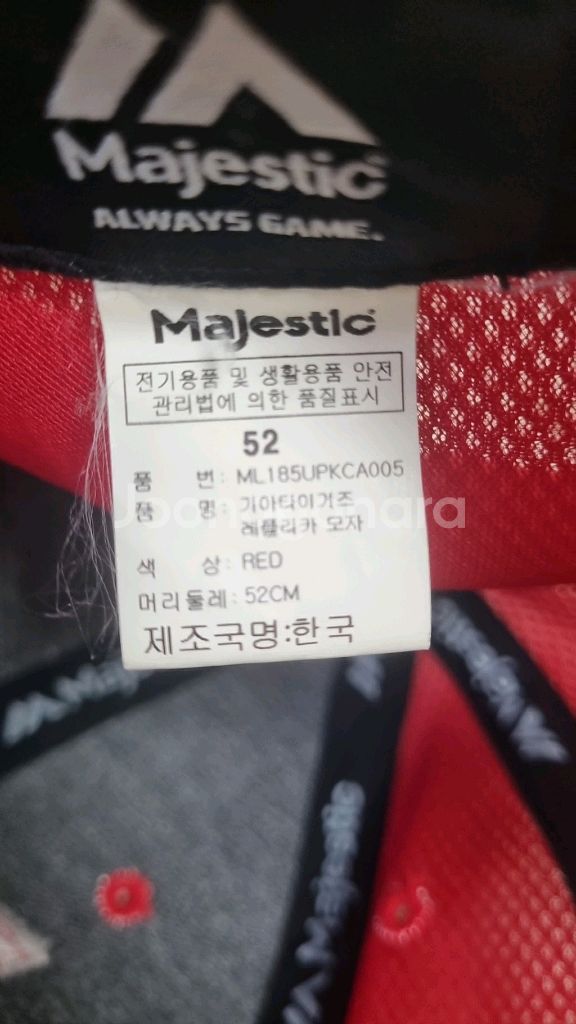 Majestic
ALWAYS GAME.
Majestic
전기용품 및 생활용품 안전
관리법에 의한 품질표시
52
품 번: ML185UPKCA005
품 명: 기아타이거즈
레플리카 모자
색 상: RED
머리둘레: 52CM
제조국명:한국
Majestic
Majestic